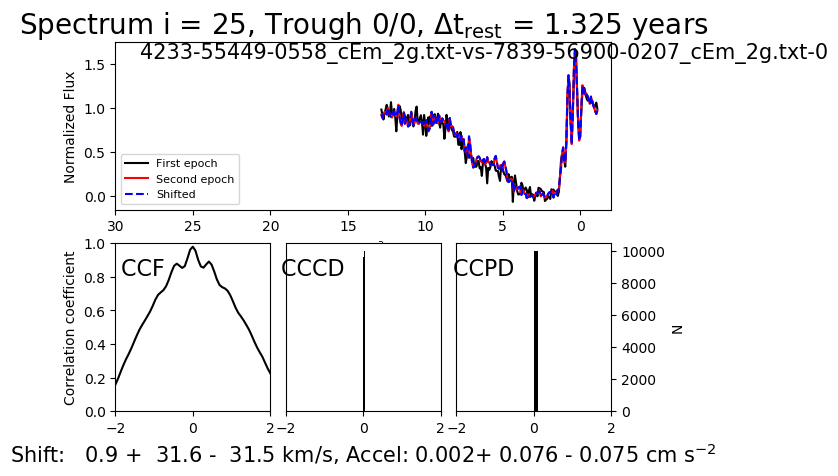 Spectrum i = 25, Trough 0/0, Δt_rest = 1.325 years
4233-55449-0558_cEm_2g.txt-vs-7839-56900-0207_cEm_2g.txt-0
Normalized Flux
1.5
1.0
0.5
0.0
First epoch
Second epoch
Shifted
30 25 20 15 10 5 0
Correlation coefficient
1.0
0.8
0.6
0.4
0.2
0.0
CCF
−2 0 2
CCCD
−2 0 2
CCPD
−2 0 2
10000
8000
6000
4000
2000
0
N
Shift: 0.9 + 31.6 - 31.5 km/s, Accel: 0.002+ 0.076 - 0.075 cm s⁻²